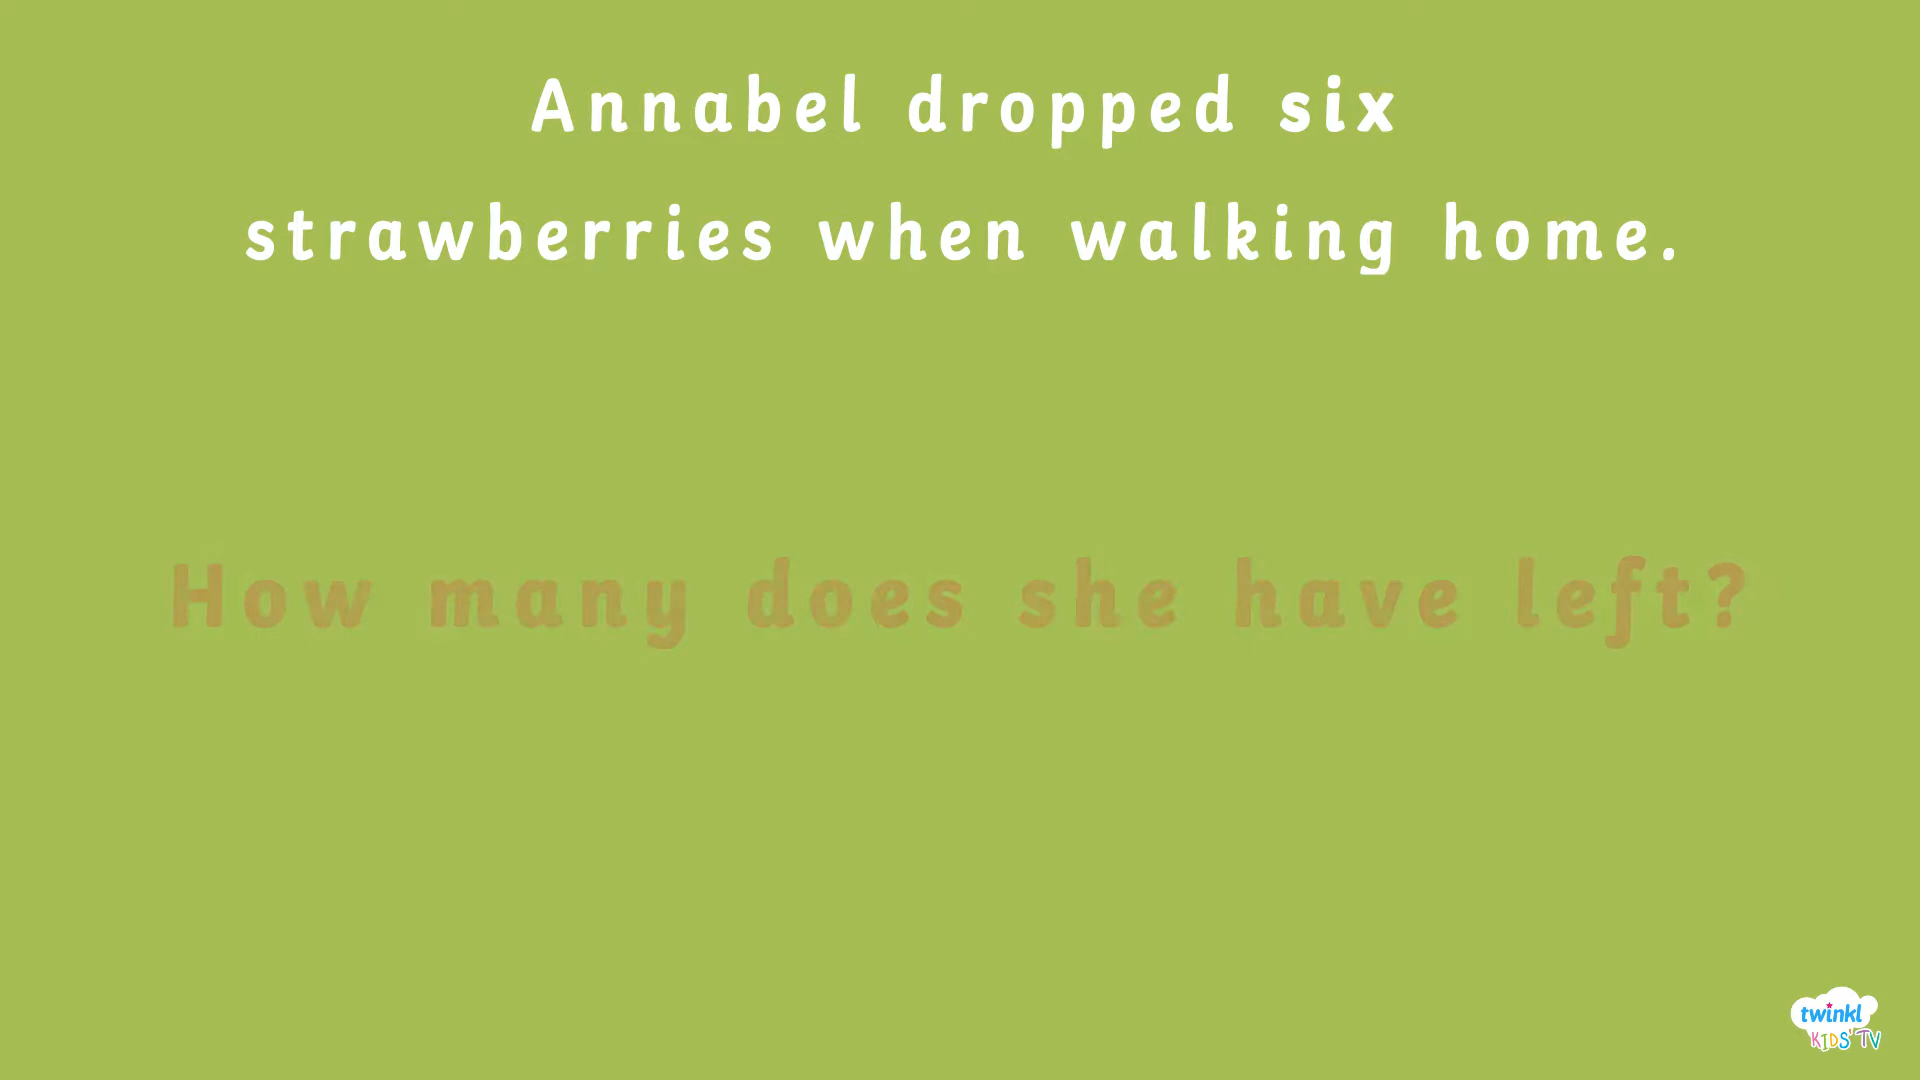 Annabel dropped six
strawberries when walking home.
How many does she have left?
twinkl
KIDS' TV